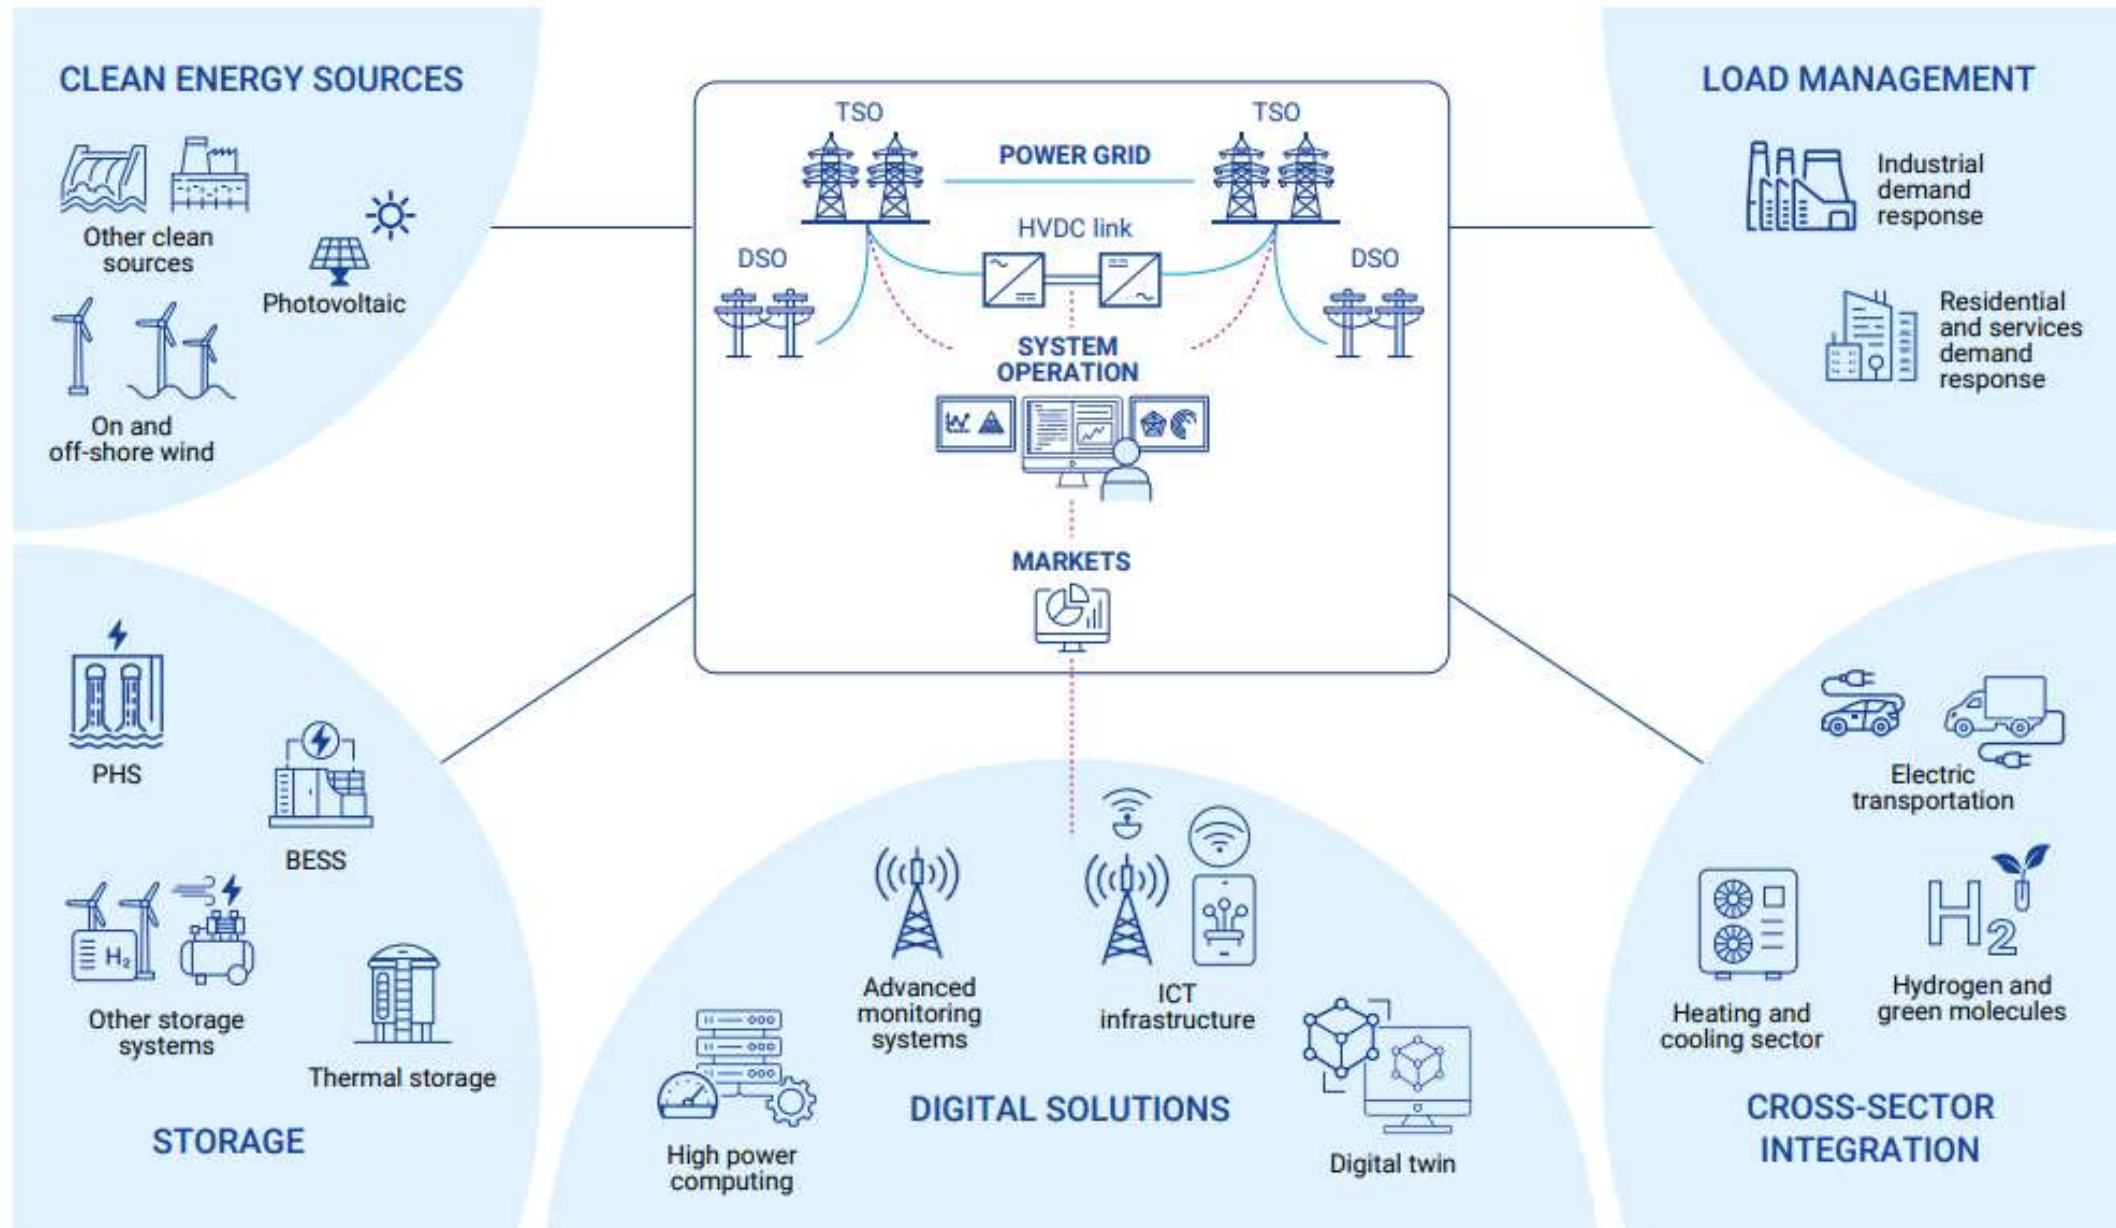 CLEAN ENERGY SOURCES
Other clean
sources
Photovoltaic
On and
off-shore wind
TSO
TSO
POWER GRID
HVDC link
DSO
DSO
SYSTEM
OPERATION
MARKETS
LOAD MANAGEMENT
Industrial
demand
response
Residential
and services
demand
response
PHS
BESS
H₂
Other storage
systems
Thermal storage
STORAGE
High power
computing
Advanced
monitoring
systems
ICT
infrastructure
Digital twin
DIGITAL SOLUTIONS
Electric
transportation
H₂
Heating and
cooling sector
Hydrogen and
green molecules
CROSS-SECTOR
INTEGRATION